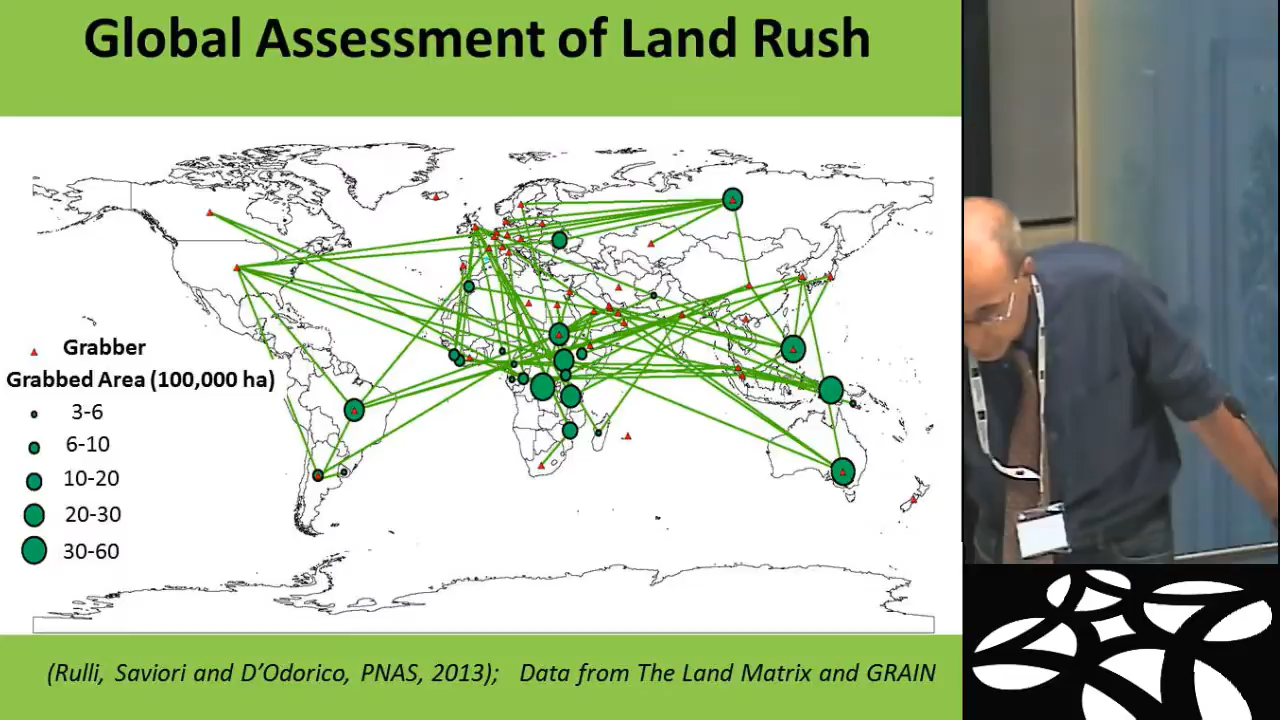 Global Assessment of Land Rush
Grabber
Grabbed Area (100,000 ha)
3-6
6-10
10-20
20-30
30-60
(Rulli, Saviori and D’Odorico, PNAS, 2013); Data from The Land Matrix and GRAIN